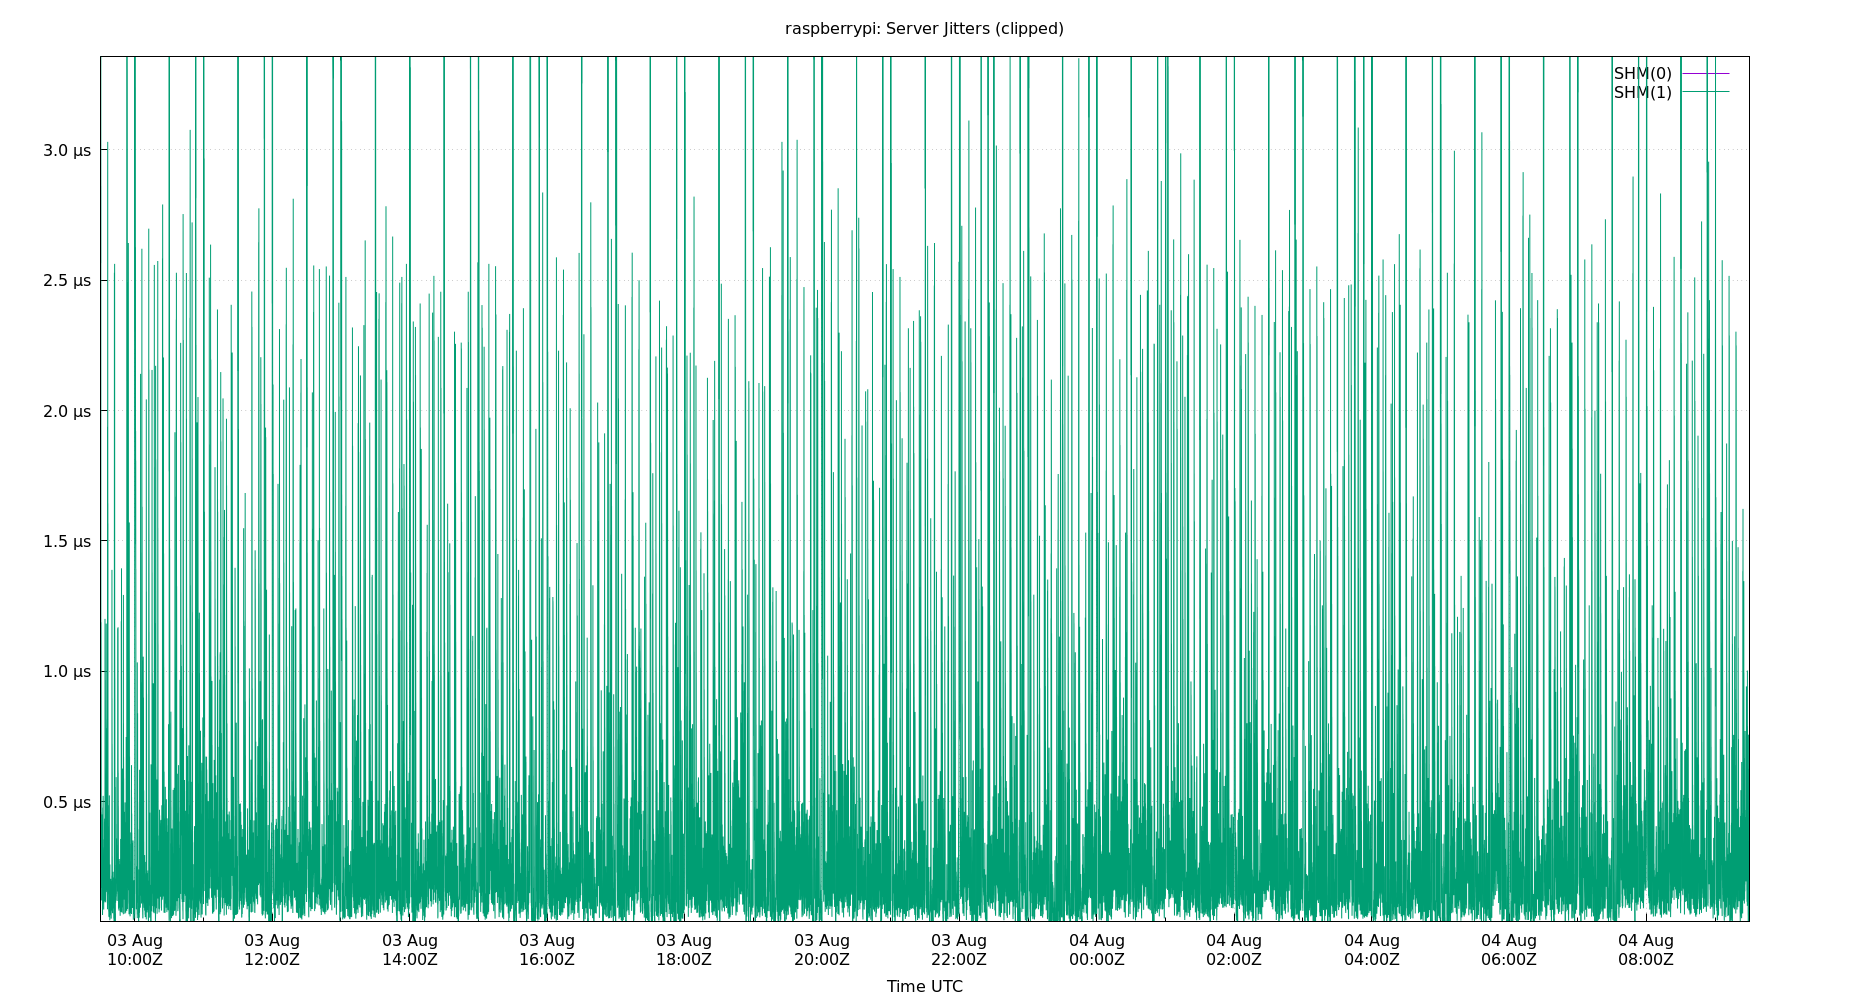 raspberrypi: Server Jitters (clipped)
SHM(0)
SHM(1)
3.0 µs
2.5 µs
2.0 µs
1.5 µs
1.0 µs
0.5 µs
03 Aug 03 Aug 03 Aug 03 Aug 03 Aug 03 Aug 03 Aug 04 Aug 04 Aug 04 Aug 04 Aug 04 Aug
10:00Z 12:00Z 14:00Z 16:00Z 18:00Z 20:00Z 22:00Z 00:00Z 02:00Z 04:00Z 06:00Z 08:00Z
Time UTC